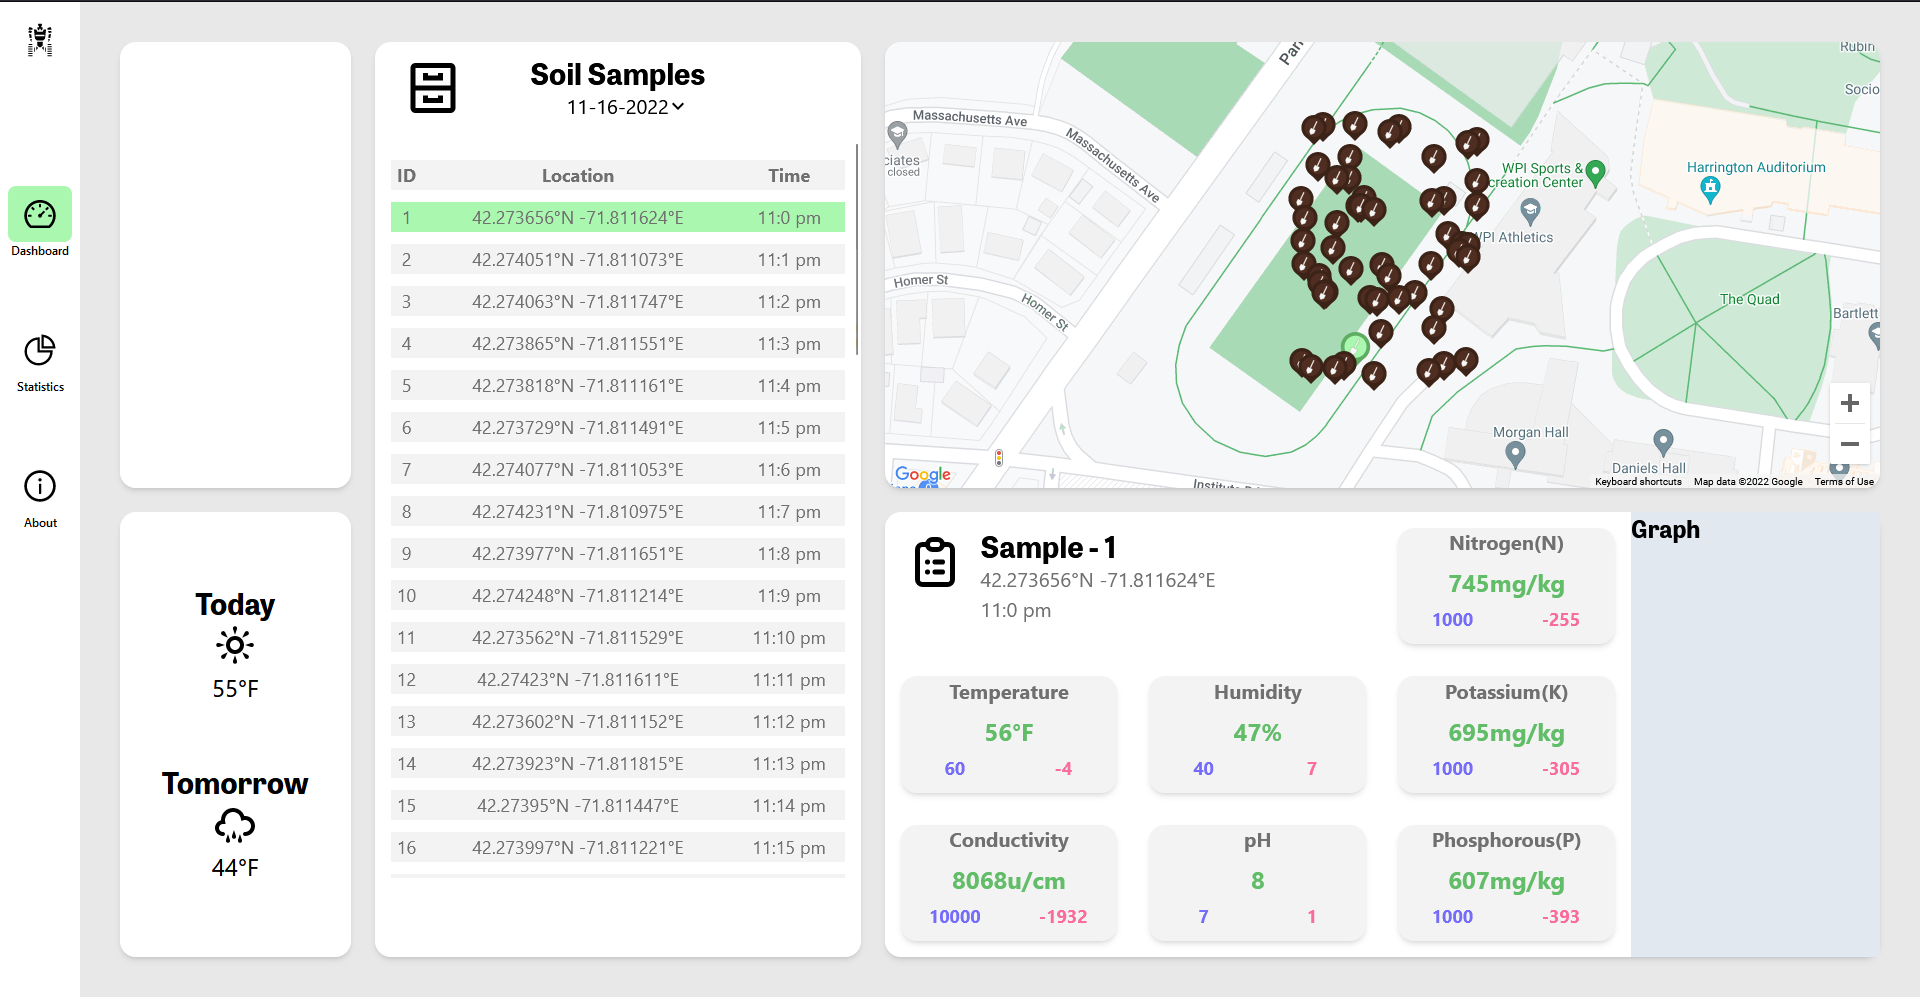 Dashboard
Statistics
About
Today
55°F
Tomorrow
44°F
Soil Samples
11-16-2022
ID Location Time
1 42.273656°N -71.811624°E 11:0 pm
2 42.274051°N -71.811073°E 11:1 pm
3 42.274063°N -71.811747°E 11:2 pm
4 42.273865°N -71.811551°E 11:3 pm
5 42.273818°N -71.811161°E 11:4 pm
6 42.273729°N -71.811491°E 11:5 pm
7 42.274077°N -71.811053°E 11:6 pm
8 42.274231°N -71.810975°E 11:7 pm
9 42.273977°N -71.811651°E 11:8 pm
10 42.274248°N -71.811214°E 11:9 pm
11 42.273562°N -71.811529°E 11:10 pm
12 42.27423°N -71.811611°E 11:11 pm
13 42.273602°N -71.811152°E 11:12 pm
14 42.273923°N -71.811815°E 11:13 pm
15 42.27395°N -71.811447°E 11:14 pm
16 42.273997°N -71.811221°E 11:15 pm
Rubin
Park
Socio
Massachusetts Ave
Massachusetts Ave
ciates
closed
WPI Sports &
creation Center
Harrington Auditorium
WPI Athletics
Homer St
Homer St
The Quad
Bartlett
Morgan Hall
Daniels Hall
Google
Keyboard shortcuts Map data ©2022 Google Terms of Use
Sample - 1
42.273656°N -71.811624°E
11:0 pm
Nitrogen(N)
745mg/kg
1000 -255
Temperature
56°F
60 -4
Humidity
47%
40 7
Potassium(K)
695mg/kg
1000 -305
Conductivity
8068u/cm
10000 -1932
pH
8
7 1
Phosphorous(P)
607mg/kg
1000 -393
Graph